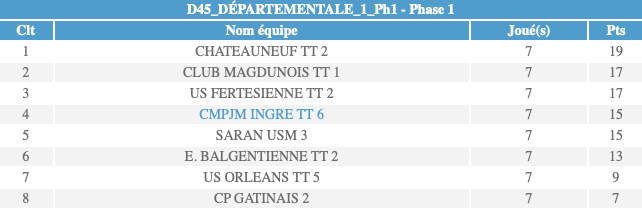 D45_DÉPARTEMENTALE_1_Ph1 - Phase 1
Clt Nom équipe Joué(s) Pts
1 CHATEAUNEUF TT 2 7 19
2 CLUB MAGDUNOIS TT 1 7 17
3 US FERTESIENNE TT 2 7 17
4 CMPJM INGRE TT 6 7 15
5 SARAN USM 3 7 15
6 E. BALGENTIENNE TT 2 7 13
7 US ORLEANS TT 5 7 9
8 CP GATINAIS 2 7 7